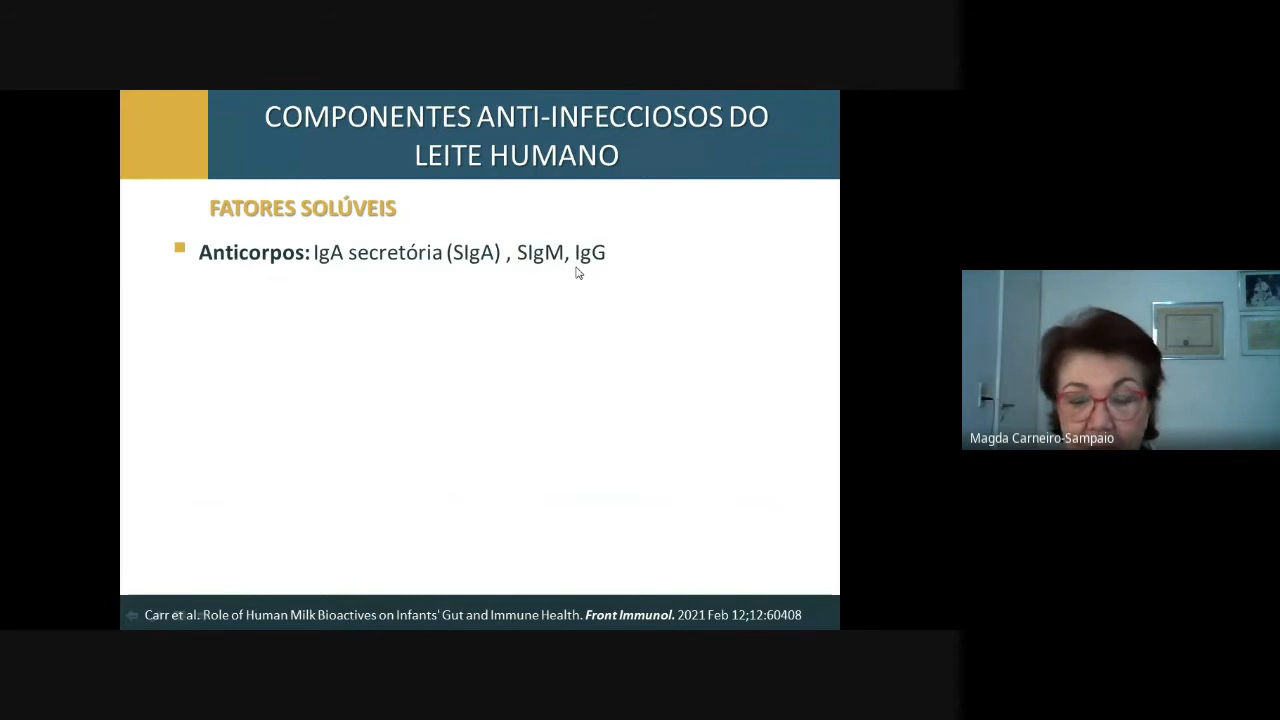 COMPONENTES ANTI-INFECCIOSOS DO
LEITE HUMANO
FATORES SOLÚVEIS
Anticorpos: IgA secretória (SIgA) , SIgM, IgG
Carr et al. Role of Human Milk Bioactives on Infants' Gut and Immune Health. Front Immunol. 2021 Feb 12;12:60408
Magda Carneiro-Sampaio